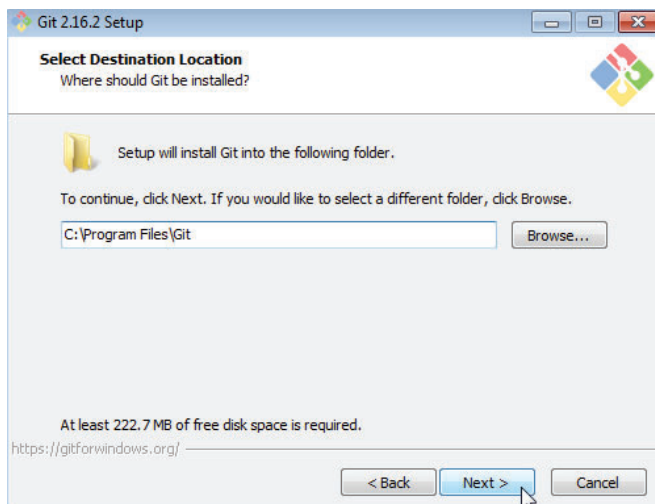 Git 2.16.2 Setup
Select Destination Location
Where should Git be installed?
Setup will install Git into the following folder.
To continue, click Next. If you would like to select a different folder, click Browse.
C:\Program Files\Git
Browse...
At least 222.7 MB of free disk space is required.
https://gitforwindows.org/
< Back Next > Cancel